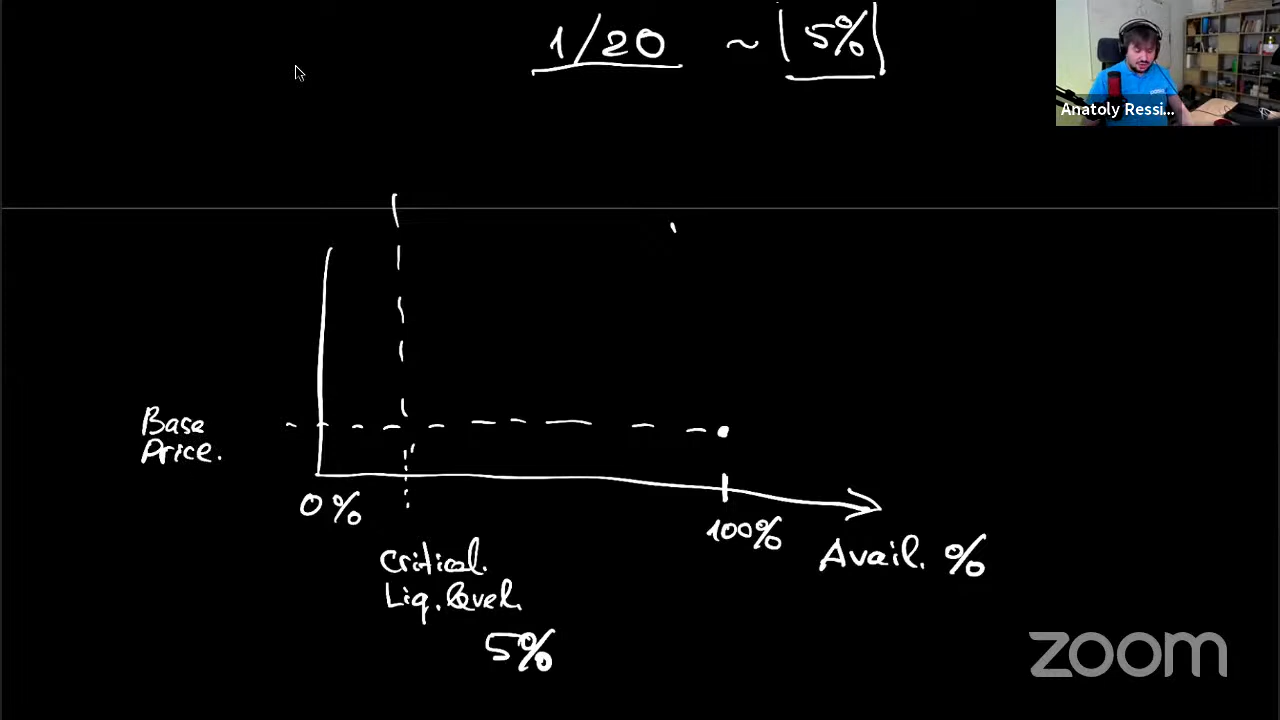 1/20 ~ |5%|
Anatoly Ressi...
Base
Price.
0%
100%
Avail. %
Critical.
Liq. level.
5%
zoom